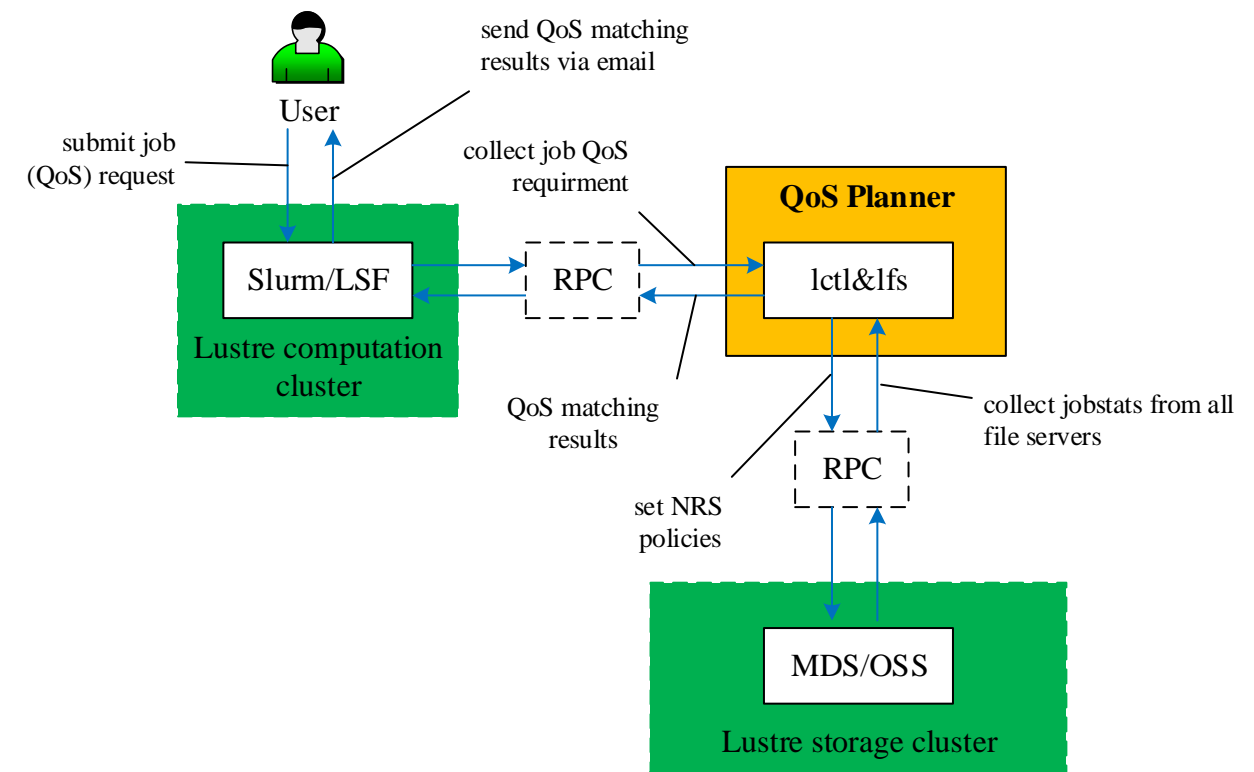 send QoS matching
results via email
User
submit job
(QoS) request
collect job QoS
requirment
QoS Planner
Slurm/LSF
RPC
lctl&lfs
Lustre computation
cluster
QoS matching
results
collect jobstats from all
file servers
RPC
set NRS
policies
MDS/OSS
Lustre storage cluster